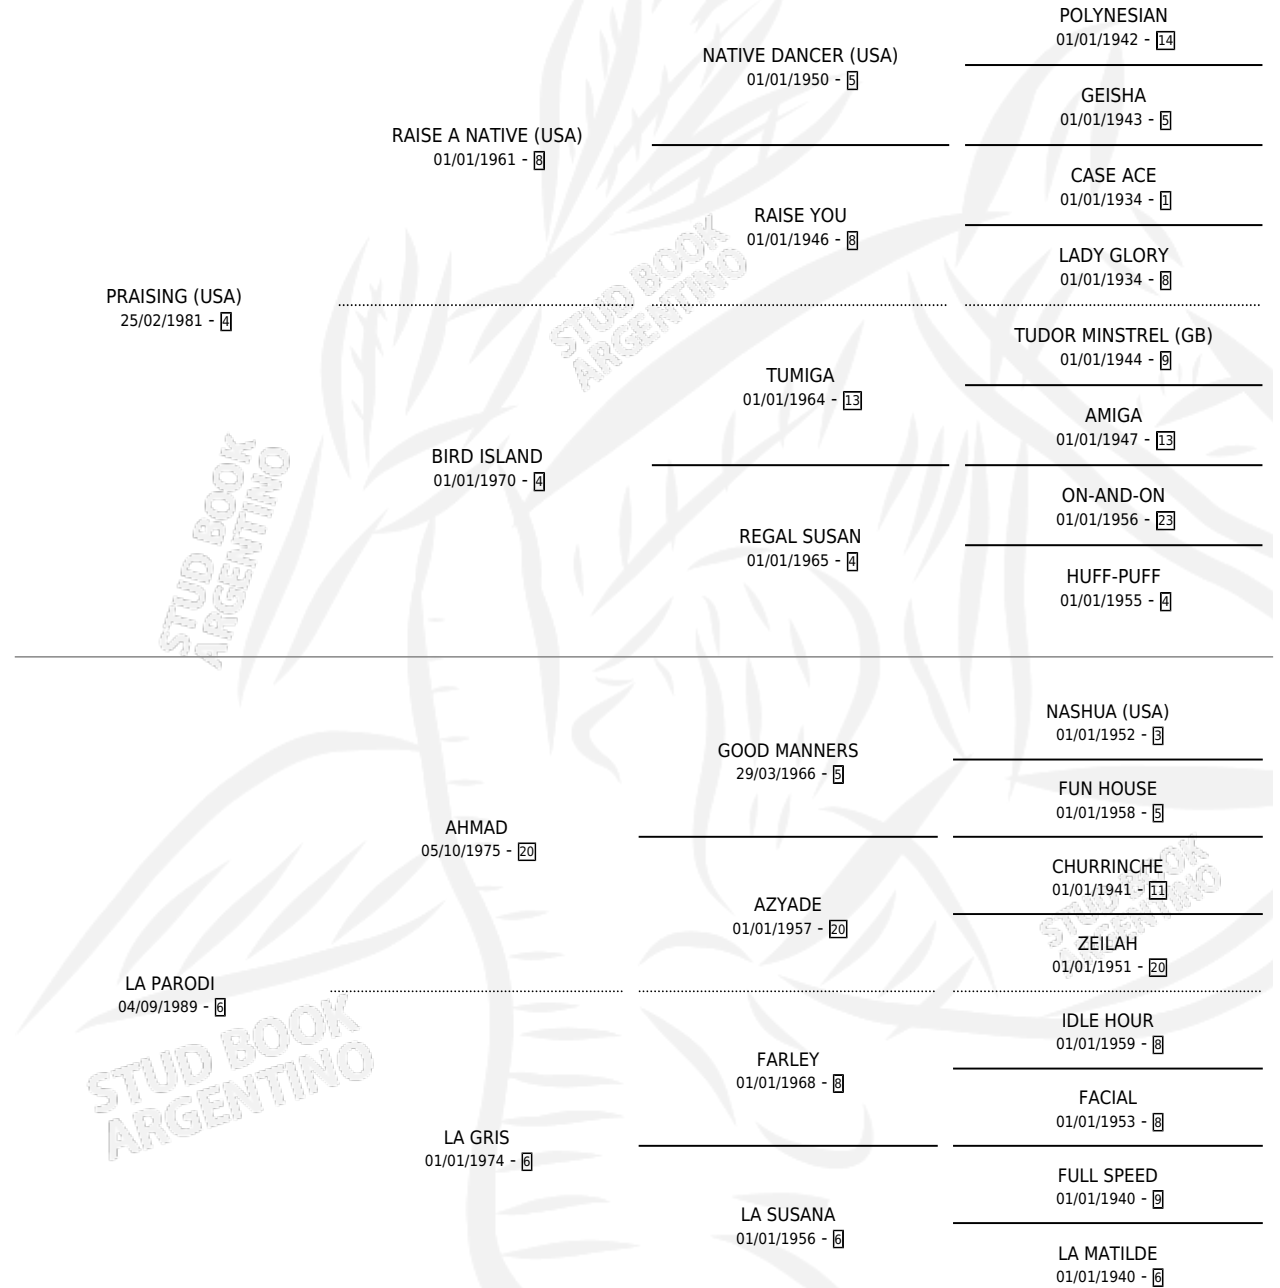 POLYNESIAN
01/01/1942 - 14
NATIVE DANCER (USA)
01/01/1950 - 5
GEISHA
01/01/1943 - 5
RAISE A NATIVE (USA)
01/01/1961 - 8
CASE ACE
01/01/1934 - 1
RAISE YOU
01/01/1946 - 8
LADY GLORY
01/01/1934 - 8
PRAISING (USA)
25/02/1981 - 4
STUD BOOK
ARGENTINO
TUDOR MINSTREL (GB)
01/01/1944 - 9
TUMIGA
01/01/1964 - 13
AMIGA
01/01/1947 - 13
BIRD ISLAND
01/01/1970 - 4
ON-AND-ON
01/01/1956 - 23
REGAL SUSAN
01/01/1965 - 4
HUFF-PUFF
01/01/1955 - 4
STUD BOOK
ARGENTINO
NASHUA (USA)
01/01/1952 - 3
GOOD MANNERS
29/03/1966 - 5
FUN HOUSE
01/01/1958 - 5
AHMAD
05/10/1975 - 20
CHURRINCHE
01/01/1941 - 11
AZYADE
01/01/1957 - 20
STUD BOOK
ARGENTINO
ZEILAH
01/01/1951 - 20
LA PARODI
04/09/1989 - 6
IDLE HOUR
01/01/1959 - 8
FARLEY
01/01/1968 - 8
FACIAL
01/01/1953 - 8
STUD BOOK
ARGENTINO
LA GRIS
01/01/1974 - 6
FULL SPEED
01/01/1940 - 9
LA SUSANA
01/01/1956 - 6
LA MATILDE
01/01/1940 - 6